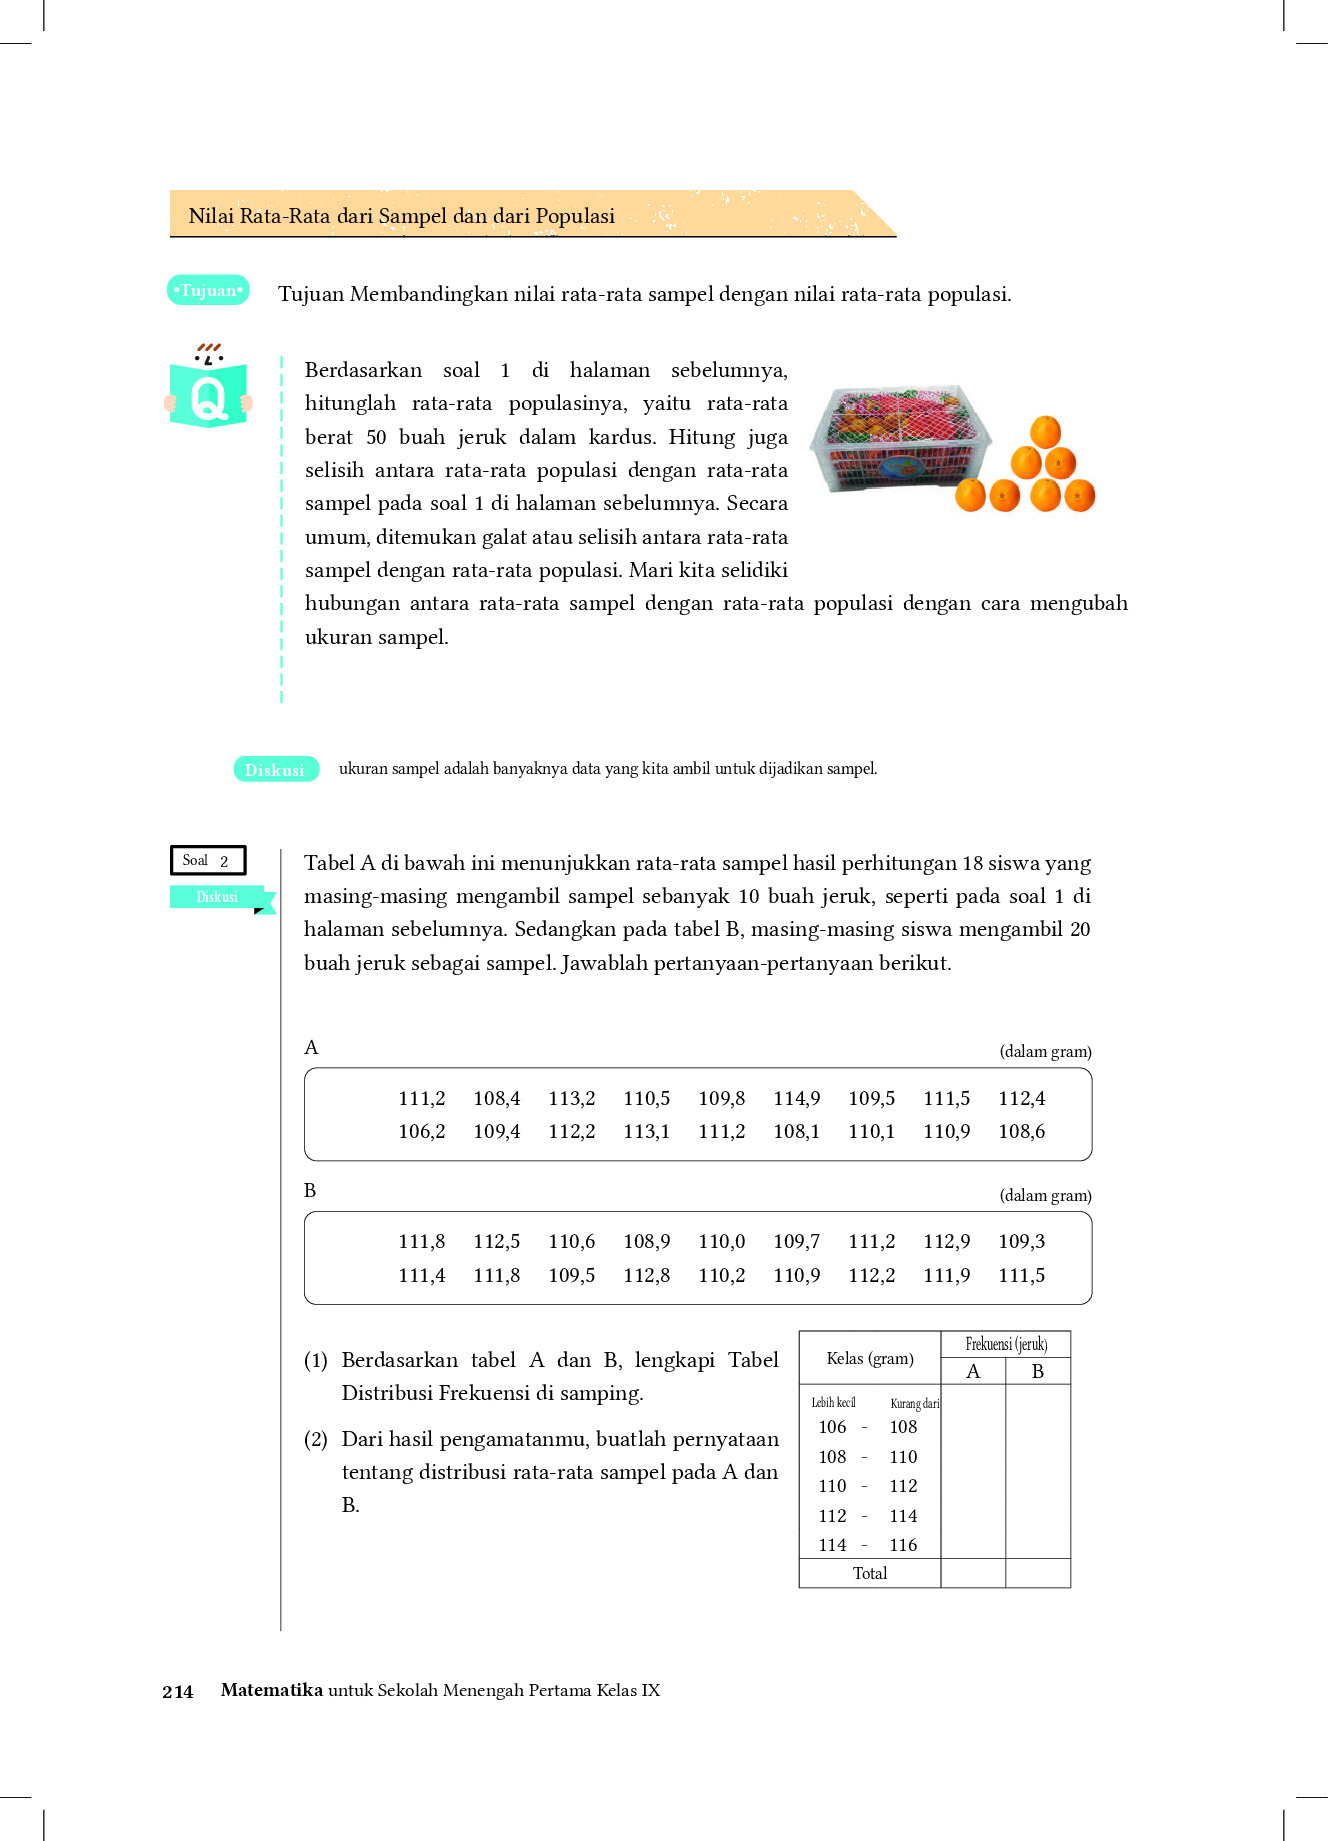 Nilai Rata-Rata dari Sampel dan dari Populasi
•Tujuan•
Tujuan Membandingkan nilai rata-rata sampel dengan nilai rata-rata populasi.
Q
Berdasarkan soal 1 di halaman sebelumnya,
hitunglah rata-rata populasinya, yaitu rata-rata
berat 50 buah jeruk dalam kardus. Hitung juga
selisih antara rata-rata populasi dengan rata-rata
sampel pada soal 1 di halaman sebelumnya. Secara
umum, ditemukan galat atau selisih antara rata-rata
sampel dengan rata-rata populasi. Mari kita selidiki
hubungan antara rata-rata sampel dengan rata-rata populasi dengan cara mengubah
ukuran sampel.
Diskusi
ukuran sampel adalah banyaknya data yang kita ambil untuk dijadikan sampel.
Soal 2
Diskusi
Tabel A di bawah ini menunjukkan rata-rata sampel hasil perhitungan 18 siswa yang
masing-masing mengambil sampel sebanyak 10 buah jeruk, seperti pada soal 1 di
halaman sebelumnya. Sedangkan pada tabel B, masing-masing siswa mengambil 20
buah jeruk sebagai sampel. Jawablah pertanyaan-pertanyaan berikut.
A (dalam gram)
111,2 108,4 113,2 110,5 109,8 114,9 109,5 111,5 112,4
106,2 109,4 112,2 113,1 111,2 108,1 110,1 110,9 108,6
B (dalam gram)
111,8 112,5 110,6 108,9 110,0 109,7 111,2 112,9 109,3
111,4 111,8 109,5 112,8 110,2 110,9 112,2 111,9 111,5
(1) Berdasarkan tabel A dan B, lengkapi Tabel
Distribusi Frekuensi di samping.
(2) Dari hasil pengamatanmu, buatlah pernyataan
tentang distribusi rata-rata sampel pada A dan
B.
Kelas (gram) Frekuensi (jeruk)
A B
Lebih kecil Kurang dari
106 - 108
108 - 110
110 - 112
112 - 114
114 - 116
Total
214 Matematika untuk Sekolah Menengah Pertama Kelas IX